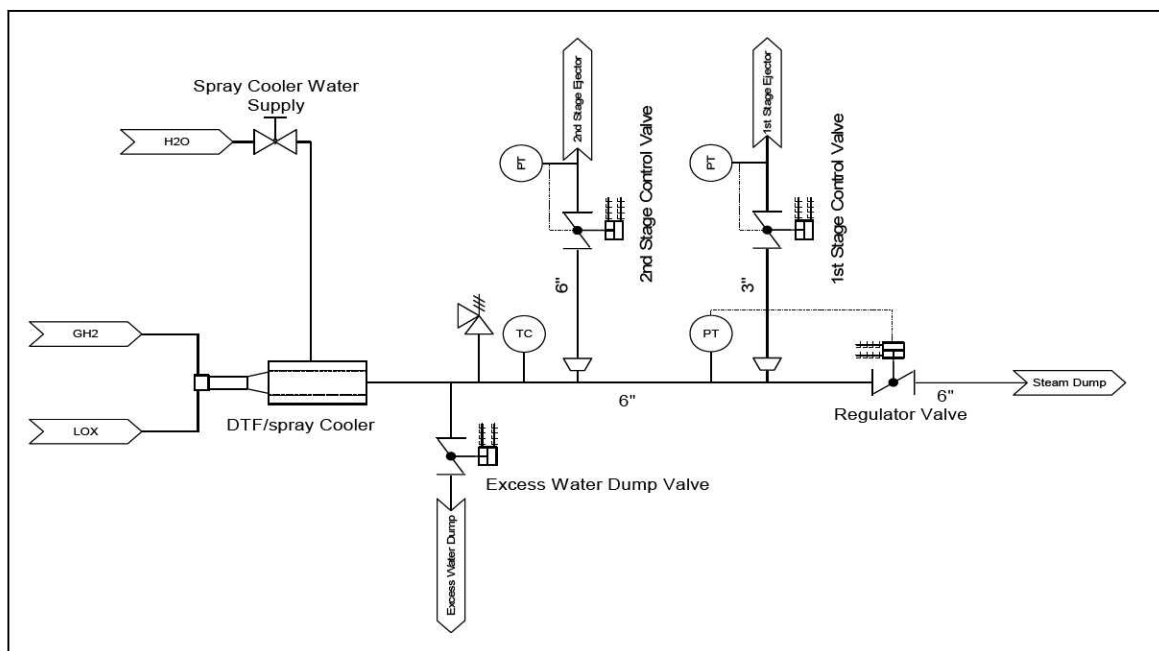 Spray Cooler Water
Supply
H2O
GH2
LOX
DTF/spray Cooler
2nd Stage Ejector
PT
2nd Stage Control Valve
6"
1st Stage Ejector
PT
1st Stage Control Valve
3"
TC
PT
6"
Regulator Valve
6"
Steam Dump
Excess Water Dump Valve
Excess Water Dump